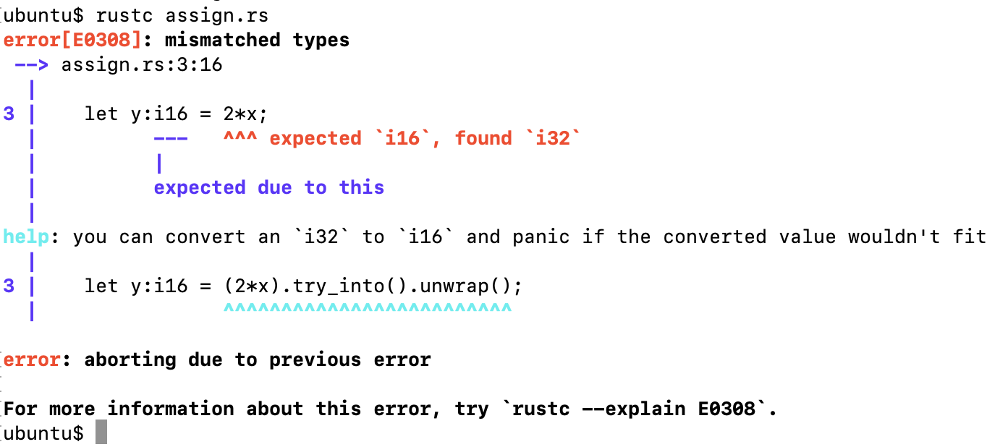 ubuntu$ rustc assign.rs
error[E0308]: mismatched types
 --> assign.rs:3:16
  |
3 |    let y:i16 = 2*x;
  |          ---   ^^^ expected `i16`, found `i32`
  |          |
  |          expected due to this
  |
help: you can convert an `i32` to `i16` and panic if the converted value wouldn't fit
  |
3 |    let y:i16 = (2*x).try_into().unwrap();
  |                ^^^^^^^^^^^^^^^^^^^^^^^^^
error: aborting due to previous error
For more information about this error, try `rustc --explain E0308`.
ubuntu$